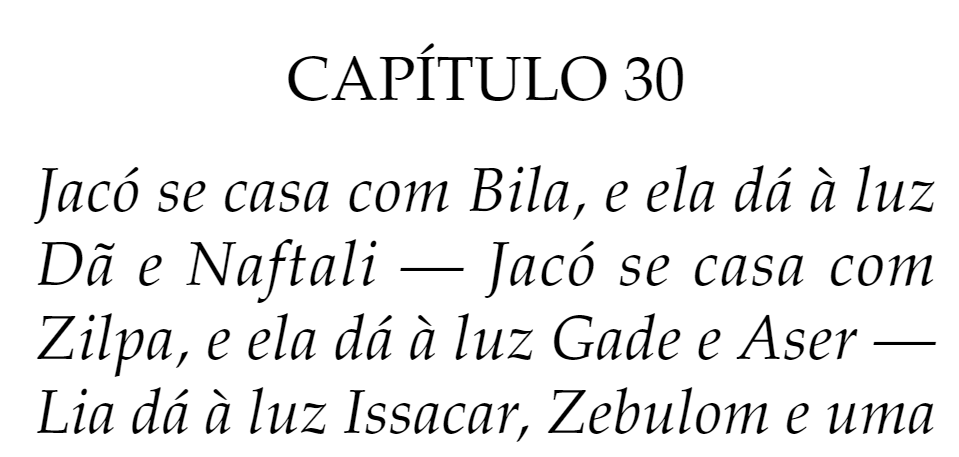 CAPÍTULO 30
Jacó se casa com Bila, e ela dá à luz
Dã e Naftali — Jacó se casa com
Zilpa, e ela dá à luz Gade e Aser —
Lia dá à luz Issacar, Zebulom e uma